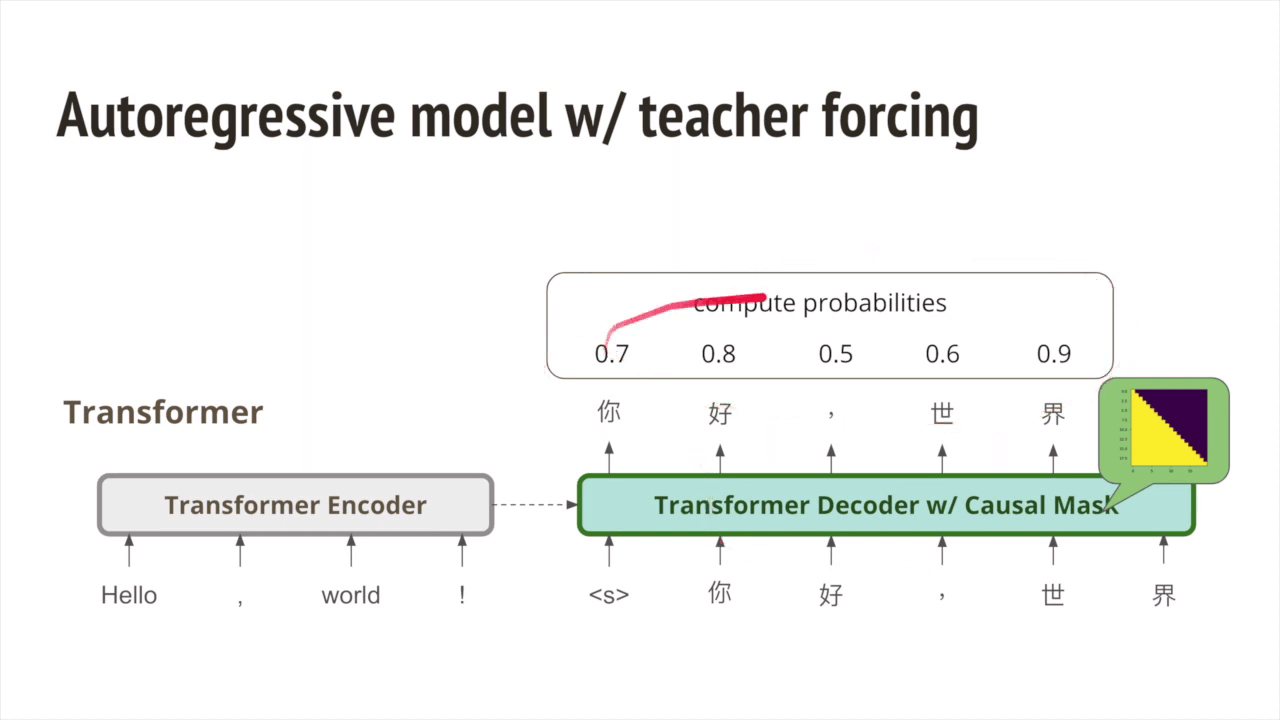 Autoregressive model w/ teacher forcing
compute probabilities
0.7 0.8 0.5 0.6 0.9
Transformer
你 好 , 世 界
Transformer Encoder
Transformer Decoder w/ Causal Mask
Hello , world !
<s> 你 好 , 世 界